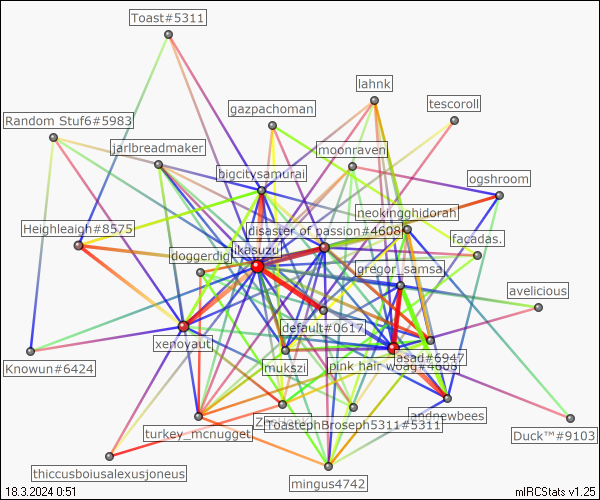 Toast#5311
lahnk
gazpachoman
tescoroll
Random Stuf6#5983
jarlbreadmaker
moonraven
bigcitysamurai
ogshroom
neokingghidorah
Heighleigh#8575
disaster of passion#4608
facadas.
ikasuzu
doggerdig
gregor_samsa
avelicious
default#0617
xenoyaut
asad#6947
mukszi
pink hair woag#4608
Knowun#6424
andnewbees
ToastephBroseph5311#5311
turkey_mcnugget
Duck™#9103
thiccusboiusalexusjoneus
mingus4742
18.3.2024 0:51
mIRCStats v1.25